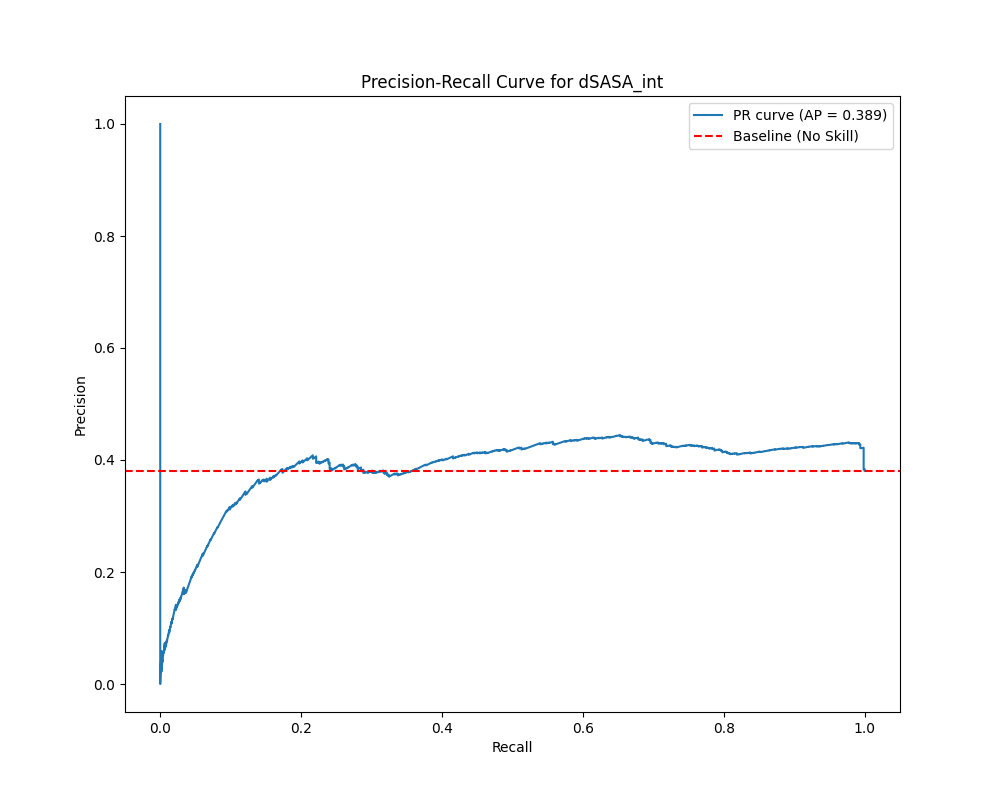 Precision-Recall Curve for dSASA_int
PR curve (AP = 0.389)
Baseline (No Skill)
1.0
0.8
0.6
0.4
0.2
0.0
Precision
0.0 0.2 0.4 0.6 0.8 1.0
Recall